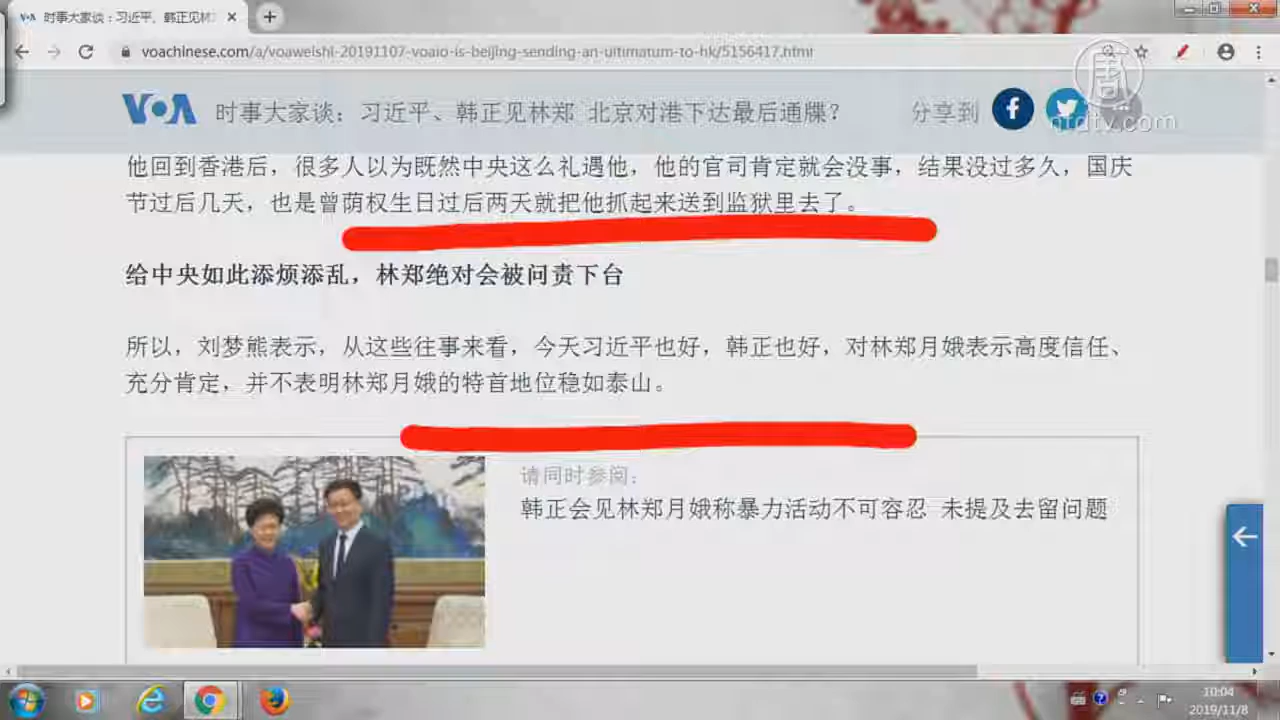 时事大家谈：习近平、韩正见林郑
voachinese.com/a/voaweishi-20191107-voaio-is-beijing-sending-an-ultimatum-to-hk/5156417.html
VOA 时事大家谈：习近平、韩正见林郑 北京对港下达最后通牒？ 分享到
唐
ntdtv.com
他回到香港后，很多人以为既然中央这么礼遇他，他的官司肯定就会没事，结果没过多久，国庆
节过后几天，也是曾荫权生日过后两天就把他抓起来送到监狱里去了。
给中央如此添烦添乱，林郑绝对会被问责下台
所以，刘梦熊表示，从这些往事来看，今天习近平也好，韩正也好，对林郑月娥表示高度信任、
充分肯定，并不表明林郑月娥的特首地位稳如泰山。
请同时参阅：
韩正会见林郑月娥称暴力活动不可容忍 未提及去留问题
10:04
2019/11/8